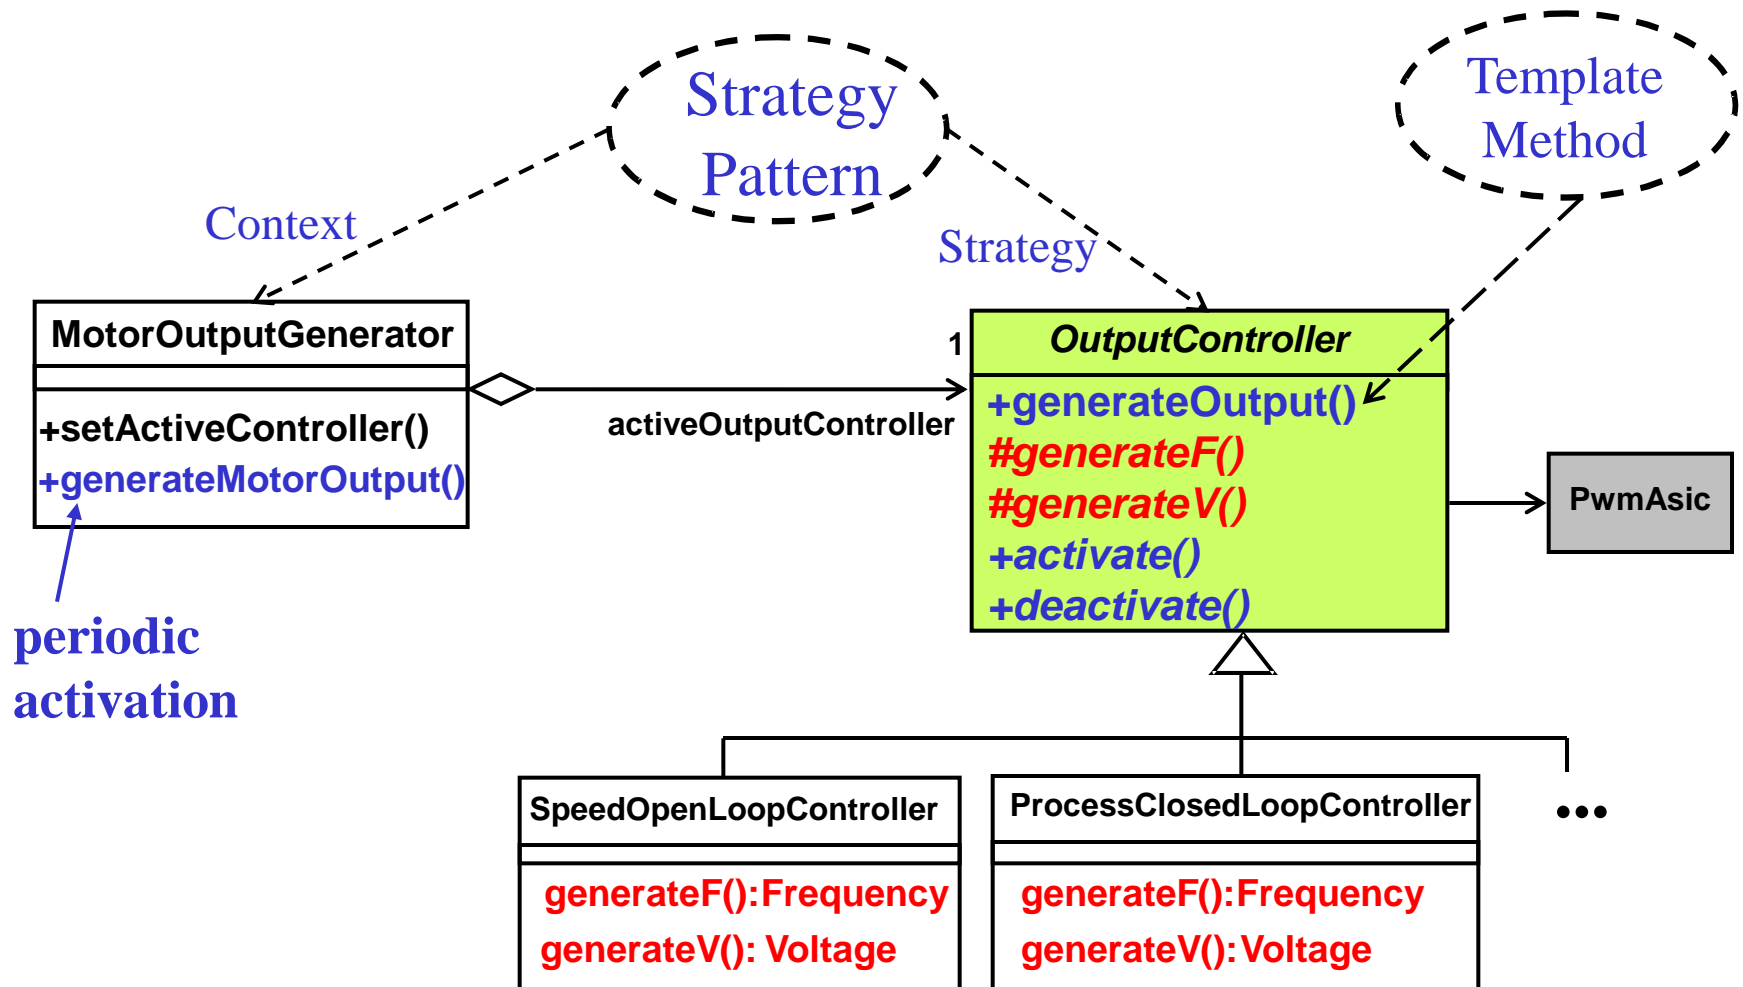 Strategy
Pattern
Template
Method
Context
Strategy
MotorOutputGenerator
+setActiveController()
+generateMotorOutput()
periodic
activation
1
activeOutputController
OutputController
+generateOutput()
#generateF()
#generateV()
+activate()
+deactivate()
PwmAsic
SpeedOpenLoopController
generateF():Frequency
generateV(): Voltage
ProcessClosedLoopController
generateF():Frequency
generateV():Voltage
...